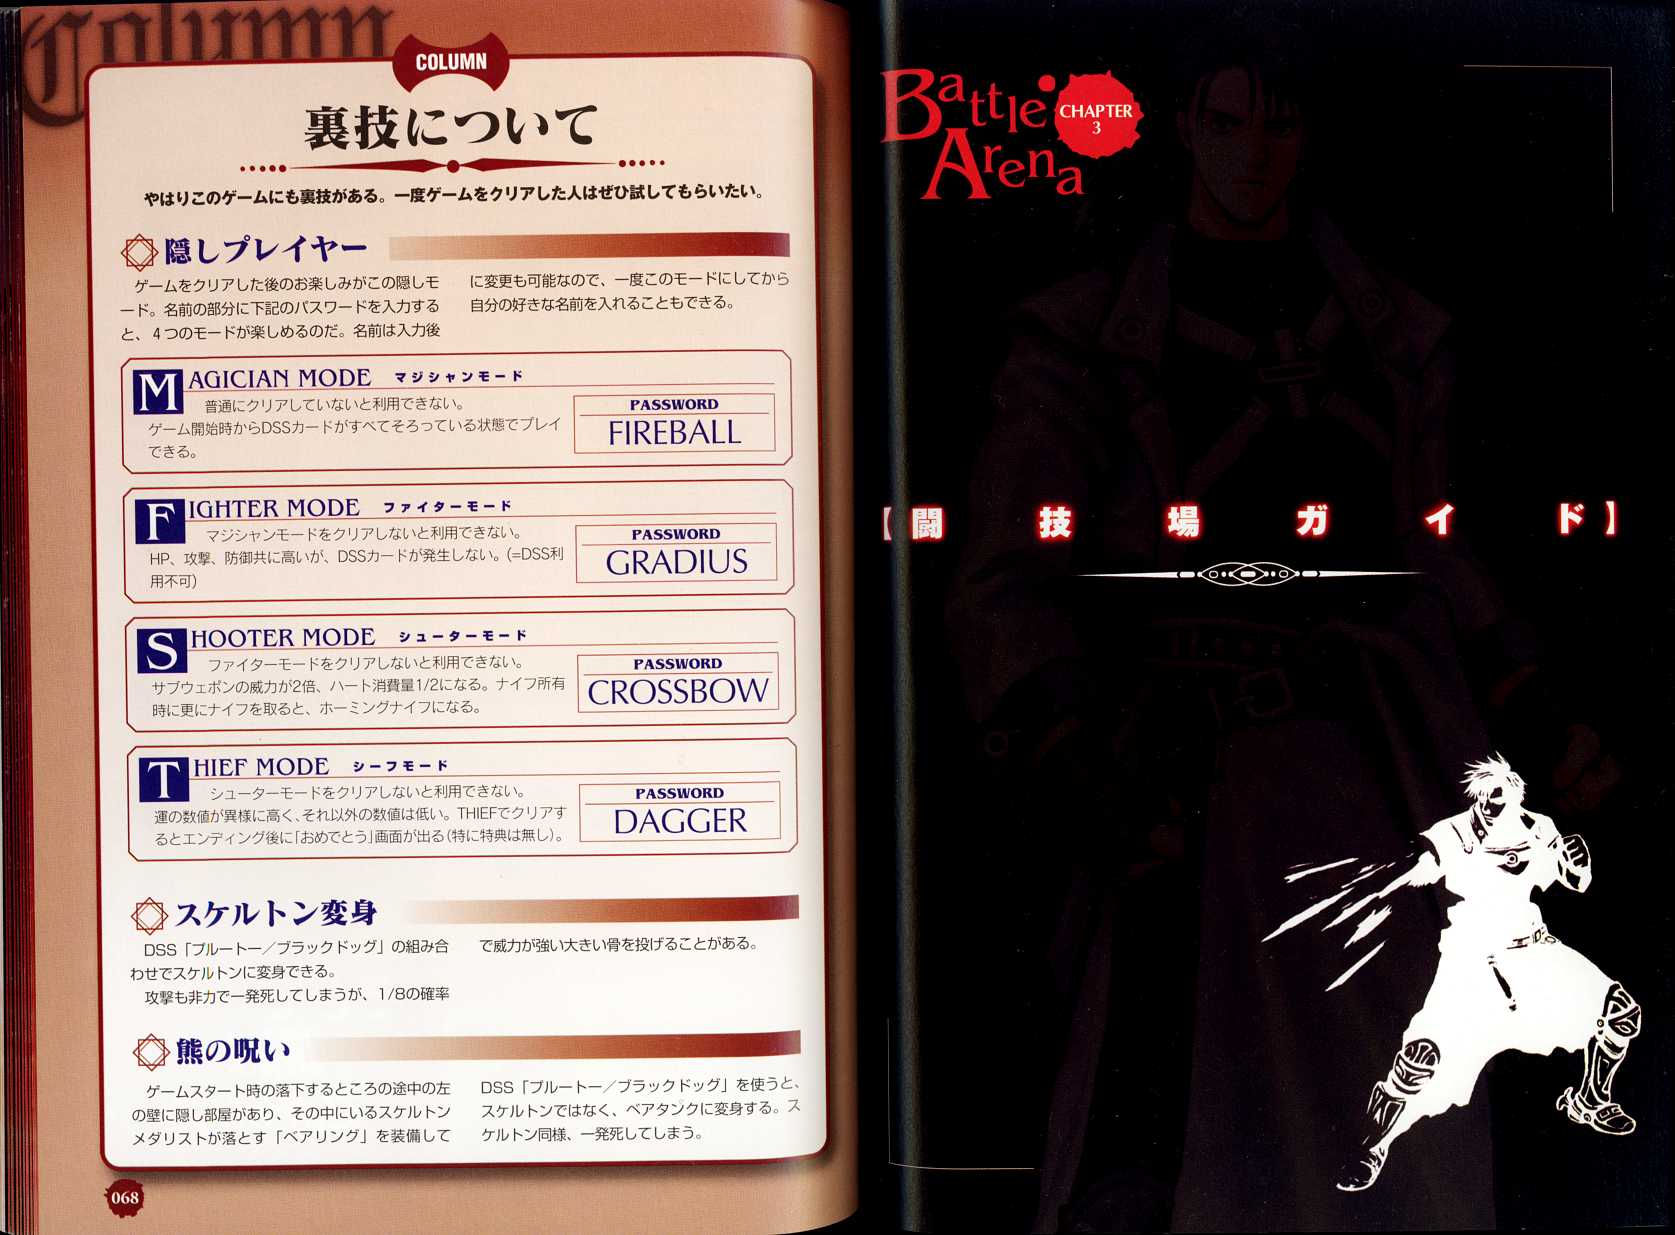 Column
COLUMN
裏技について
やはりこのゲームにも裏技がある。一度ゲームをクリアした人はぜひ試してもらいたい。
隠しプレイヤー
ゲームをクリアした後のお楽しみがこの隠しモ
ード。名前の部分に下記のパスワードを入力する
と、4つのモードが楽しめるのだ。名前は入力後
に変更も可能なので、一度このモードにしてから
自分の好きな名前を入れることもできる。
MAGICIAN MODE マジシャンモード
普通にクリアしていないと利用できない。
ゲーム開始時からDSSカードがすべてそろっている状態でプレイ
できる。
PASSWORD
FIREBALL
FIGHTER MODE ファイターモード
マジシャンモードをクリアしないと利用できない。
HP、攻撃、防御共に高いが、DSSカードが発生しない。(=DSS利
用不可)
PASSWORD
GRADIUS
SHOOTER MODE シューターモード
ファイターモードをクリアしないと利用できない。
サブウェポンの威力が2倍、ハート消費量1/2になる。ナイフ所有
時に更にナイフを取ると、ホーミングナイフになる。
PASSWORD
CROSSBOW
THIEF MODE シーフモード
シューターモードをクリアしないと利用できない。
運の数値が異様に高く、それ以外の数値は低い。THIEFでクリアす
るとエンディング後に「おめでとう」画面が出る(特に特典は無し)。
PASSWORD
DAGGER
スケルトン変身
DSS「プルートー／ブラックドッグ」の組み合
わせでスケルトンに変身できる。
攻撃も非力で一発死してしまうが、1/8の確率
で威力が強い大きい骨を投げることがある。
熊の呪い
ゲームスタート時の落下するところの途中の左
の壁に隠し部屋があり、その中にいるスケルトン
メダリストが落とす「ベアリング」を装備して
DSS「プルートー／ブラックドッグ」を使うと、
スケルトンではなく、ベアタンクに変身する。ス
ケルトン同様、一発死してしまう。
068
Battle
Arena
CHAPTER
3
【闘技場ガイド】